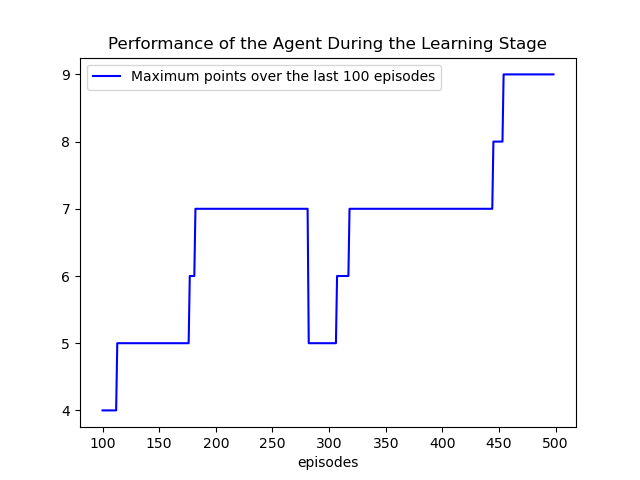 Performance of the Agent During the Learning Stage
Maximum points over the last 100 episodes
9
8
7
6
5
4
100 150 200 250 300 350 400 450 500
episodes